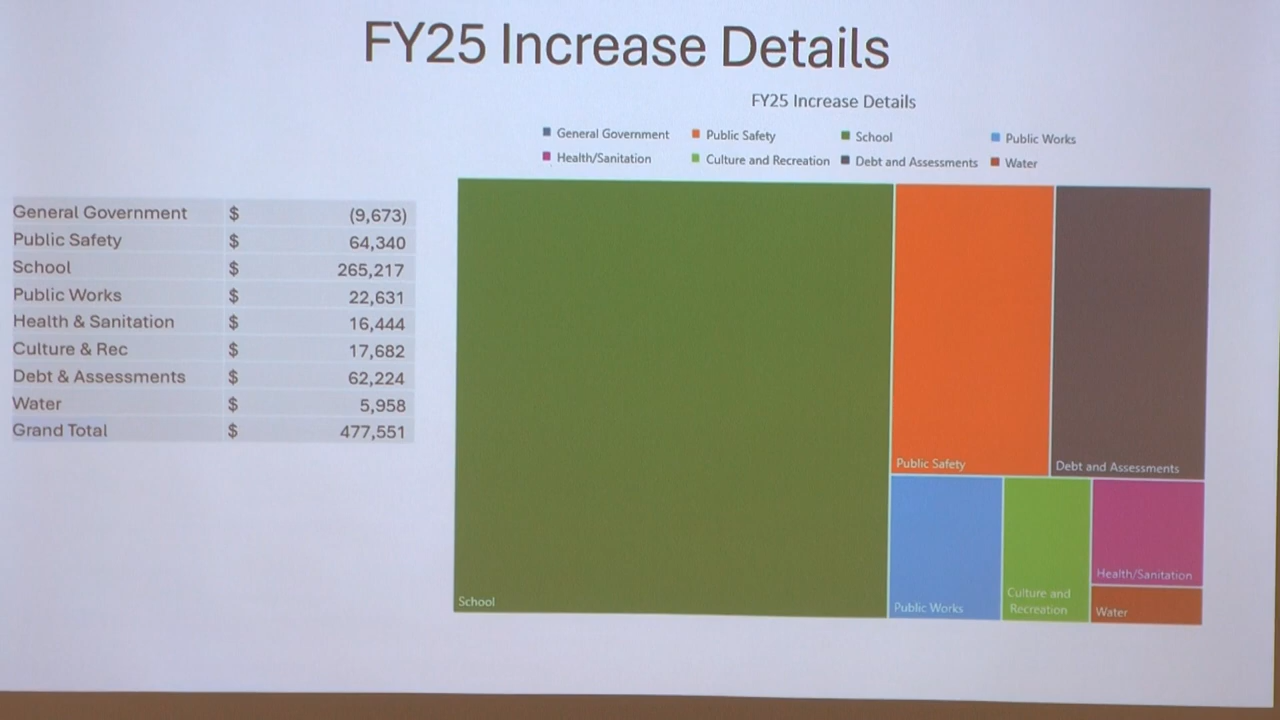 FY25 Increase Details
FY25 Increase Details
General Government Public Safety School Public Works
Health/Sanitation Culture and Recreation Debt and Assessments Water
General Government $ (9,673)
Public Safety $ 64,340
School $ 265,217
Public Works $ 22,631
Health & Sanitation $ 16,444
Culture & Rec $ 17,682
Debt & Assessments $ 62,224
Water $ 5,958
Grand Total $ 477,551
Public Safety
Debt and Assessments
School
Public Works
Culture and
Recreation
Health/Sanitation
Water